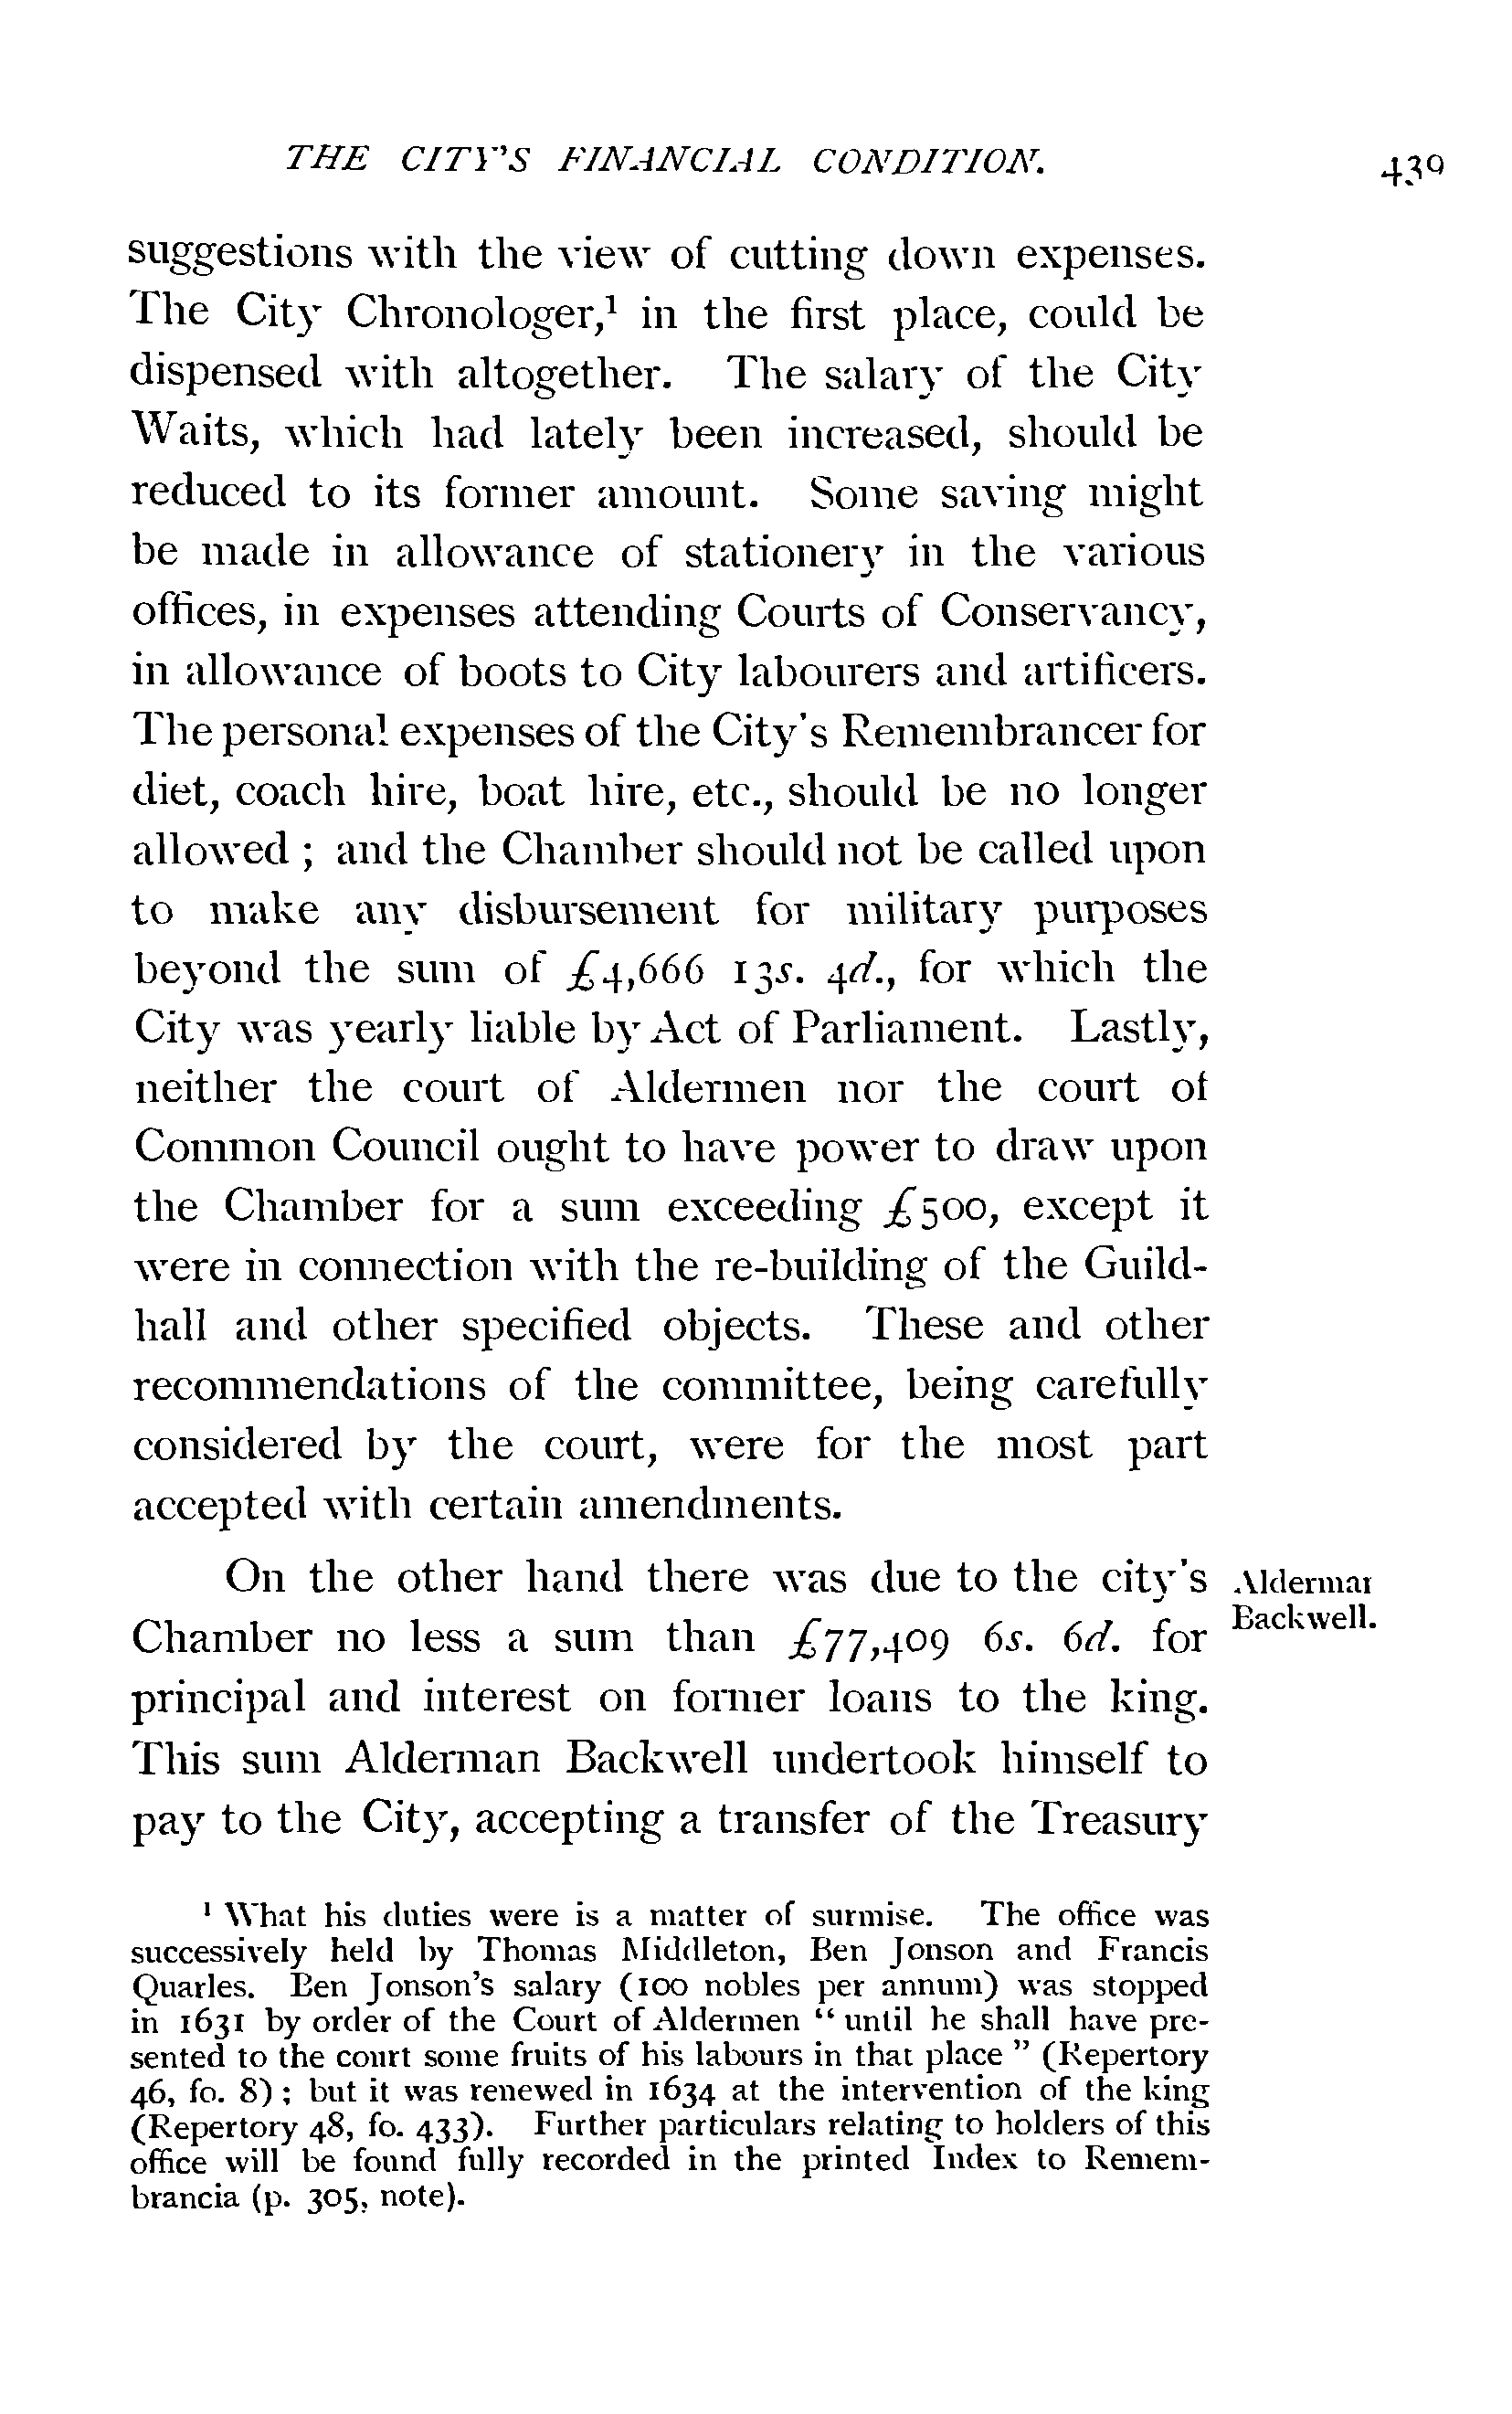 THE CITY'S FINANCIAL CONDITION. 439
suggestions with the view of cutting down expenses.
The City Chronologer,¹ in the first place, could be
dispensed with altogether. The salary of the City
Waits, which had lately been increased, should be
reduced to its former amount. Some saving might
be made in allowance of stationery in the various
offices, in expenses attending Courts of Conservancy,
in allowance of boots to City labourers and artificers.
The personal expenses of the City's Remembrancer for
diet, coach hire, boat hire, etc., should be no longer
allowed ; and the Chamber should not be called upon
to make any disbursement for military purposes
beyond the sum of £4,666 13s. 4d., for which the
City was yearly liable by Act of Parliament. Lastly,
neither the court of Aldermen nor the court of
Common Council ought to have power to draw upon
the Chamber for a sum exceeding £500, except it
were in connection with the re-building of the Guild-
hall and other specified objects. These and other
recommendations of the committee, being carefully
considered by the court, were for the most part
accepted with certain amendments.
On the other hand there was due to the city's
Chamber no less a sum than £77,409 6s. 6d. for
principal and interest on former loans to the king.
This sum Alderman Backwell undertook himself to
pay to the City, accepting a transfer of the Treasury
Alderman
Backwell.
¹ What his duties were is a matter of surmise. The office was
successively held by Thomas Middleton, Ben Jonson and Francis
Quarles. Ben Jonson's salary (100 nobles per annum) was stopped
in 1631 by order of the Court of Aldermen “ until he shall have pre-
sented to the court some fruits of his labours in that place ” (Repertory
46, fo. 8) ; but it was renewed in 1634 at the intervention of the king
(Repertory 48, fo. 433). Further particulars relating to holders of this
office will be found fully recorded in the printed Index to Remem-
brancia (p. 305, note).